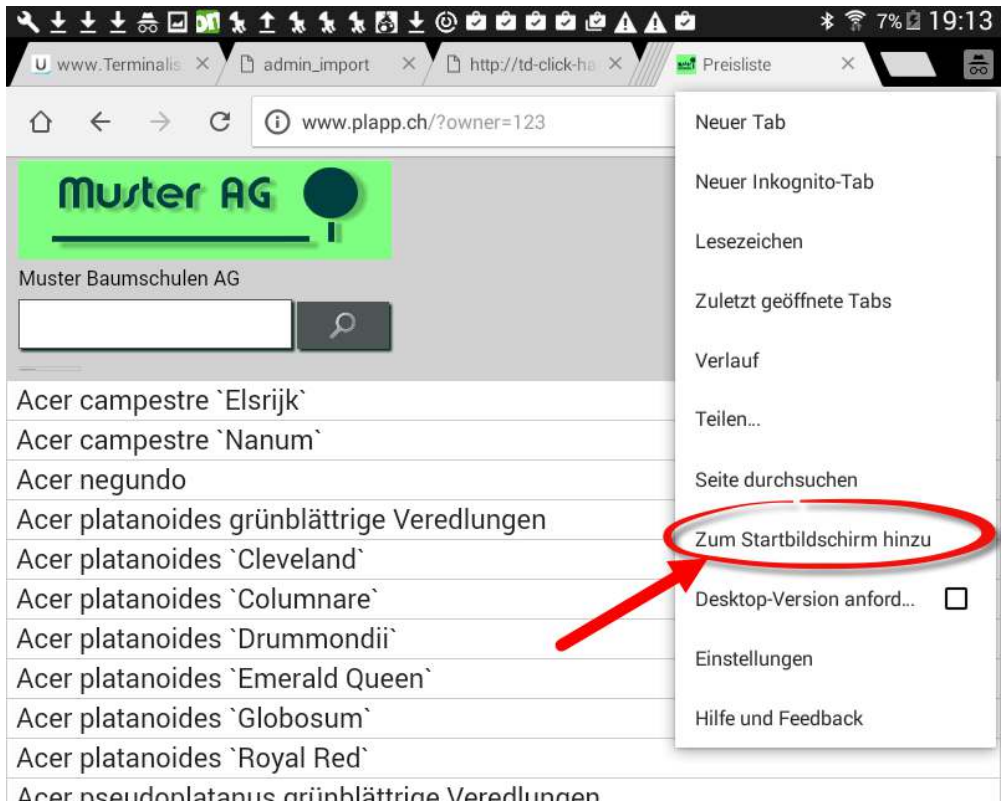 7% 19:13
www.Terminalis
admin_import
http://td-click-ha
Preisliste
www.plapp.ch/?owner=123
Muster AG
Muster Baumschulen AG
Acer campestre `Elsrijk`
Acer campestre `Nanum`
Acer negundo
Acer platanoides grünblättrige Veredlungen
Acer platanoides `Cleveland`
Acer platanoides `Columnare`
Acer platanoides `Drummondii`
Acer platanoides `Emerald Queen`
Acer platanoides `Globosum`
Acer platanoides `Royal Red`
Acer pseudoplatanus grünblättrige Veredlungen
Neuer Tab
Neuer Inkognito-Tab
Lesezeichen
Zuletzt geöffnete Tabs
Verlauf
Teilen...
Seite durchsuchen
Zum Startbildschirm hinzu
Desktop-Version anford...
Einstellungen
Hilfe und Feedback